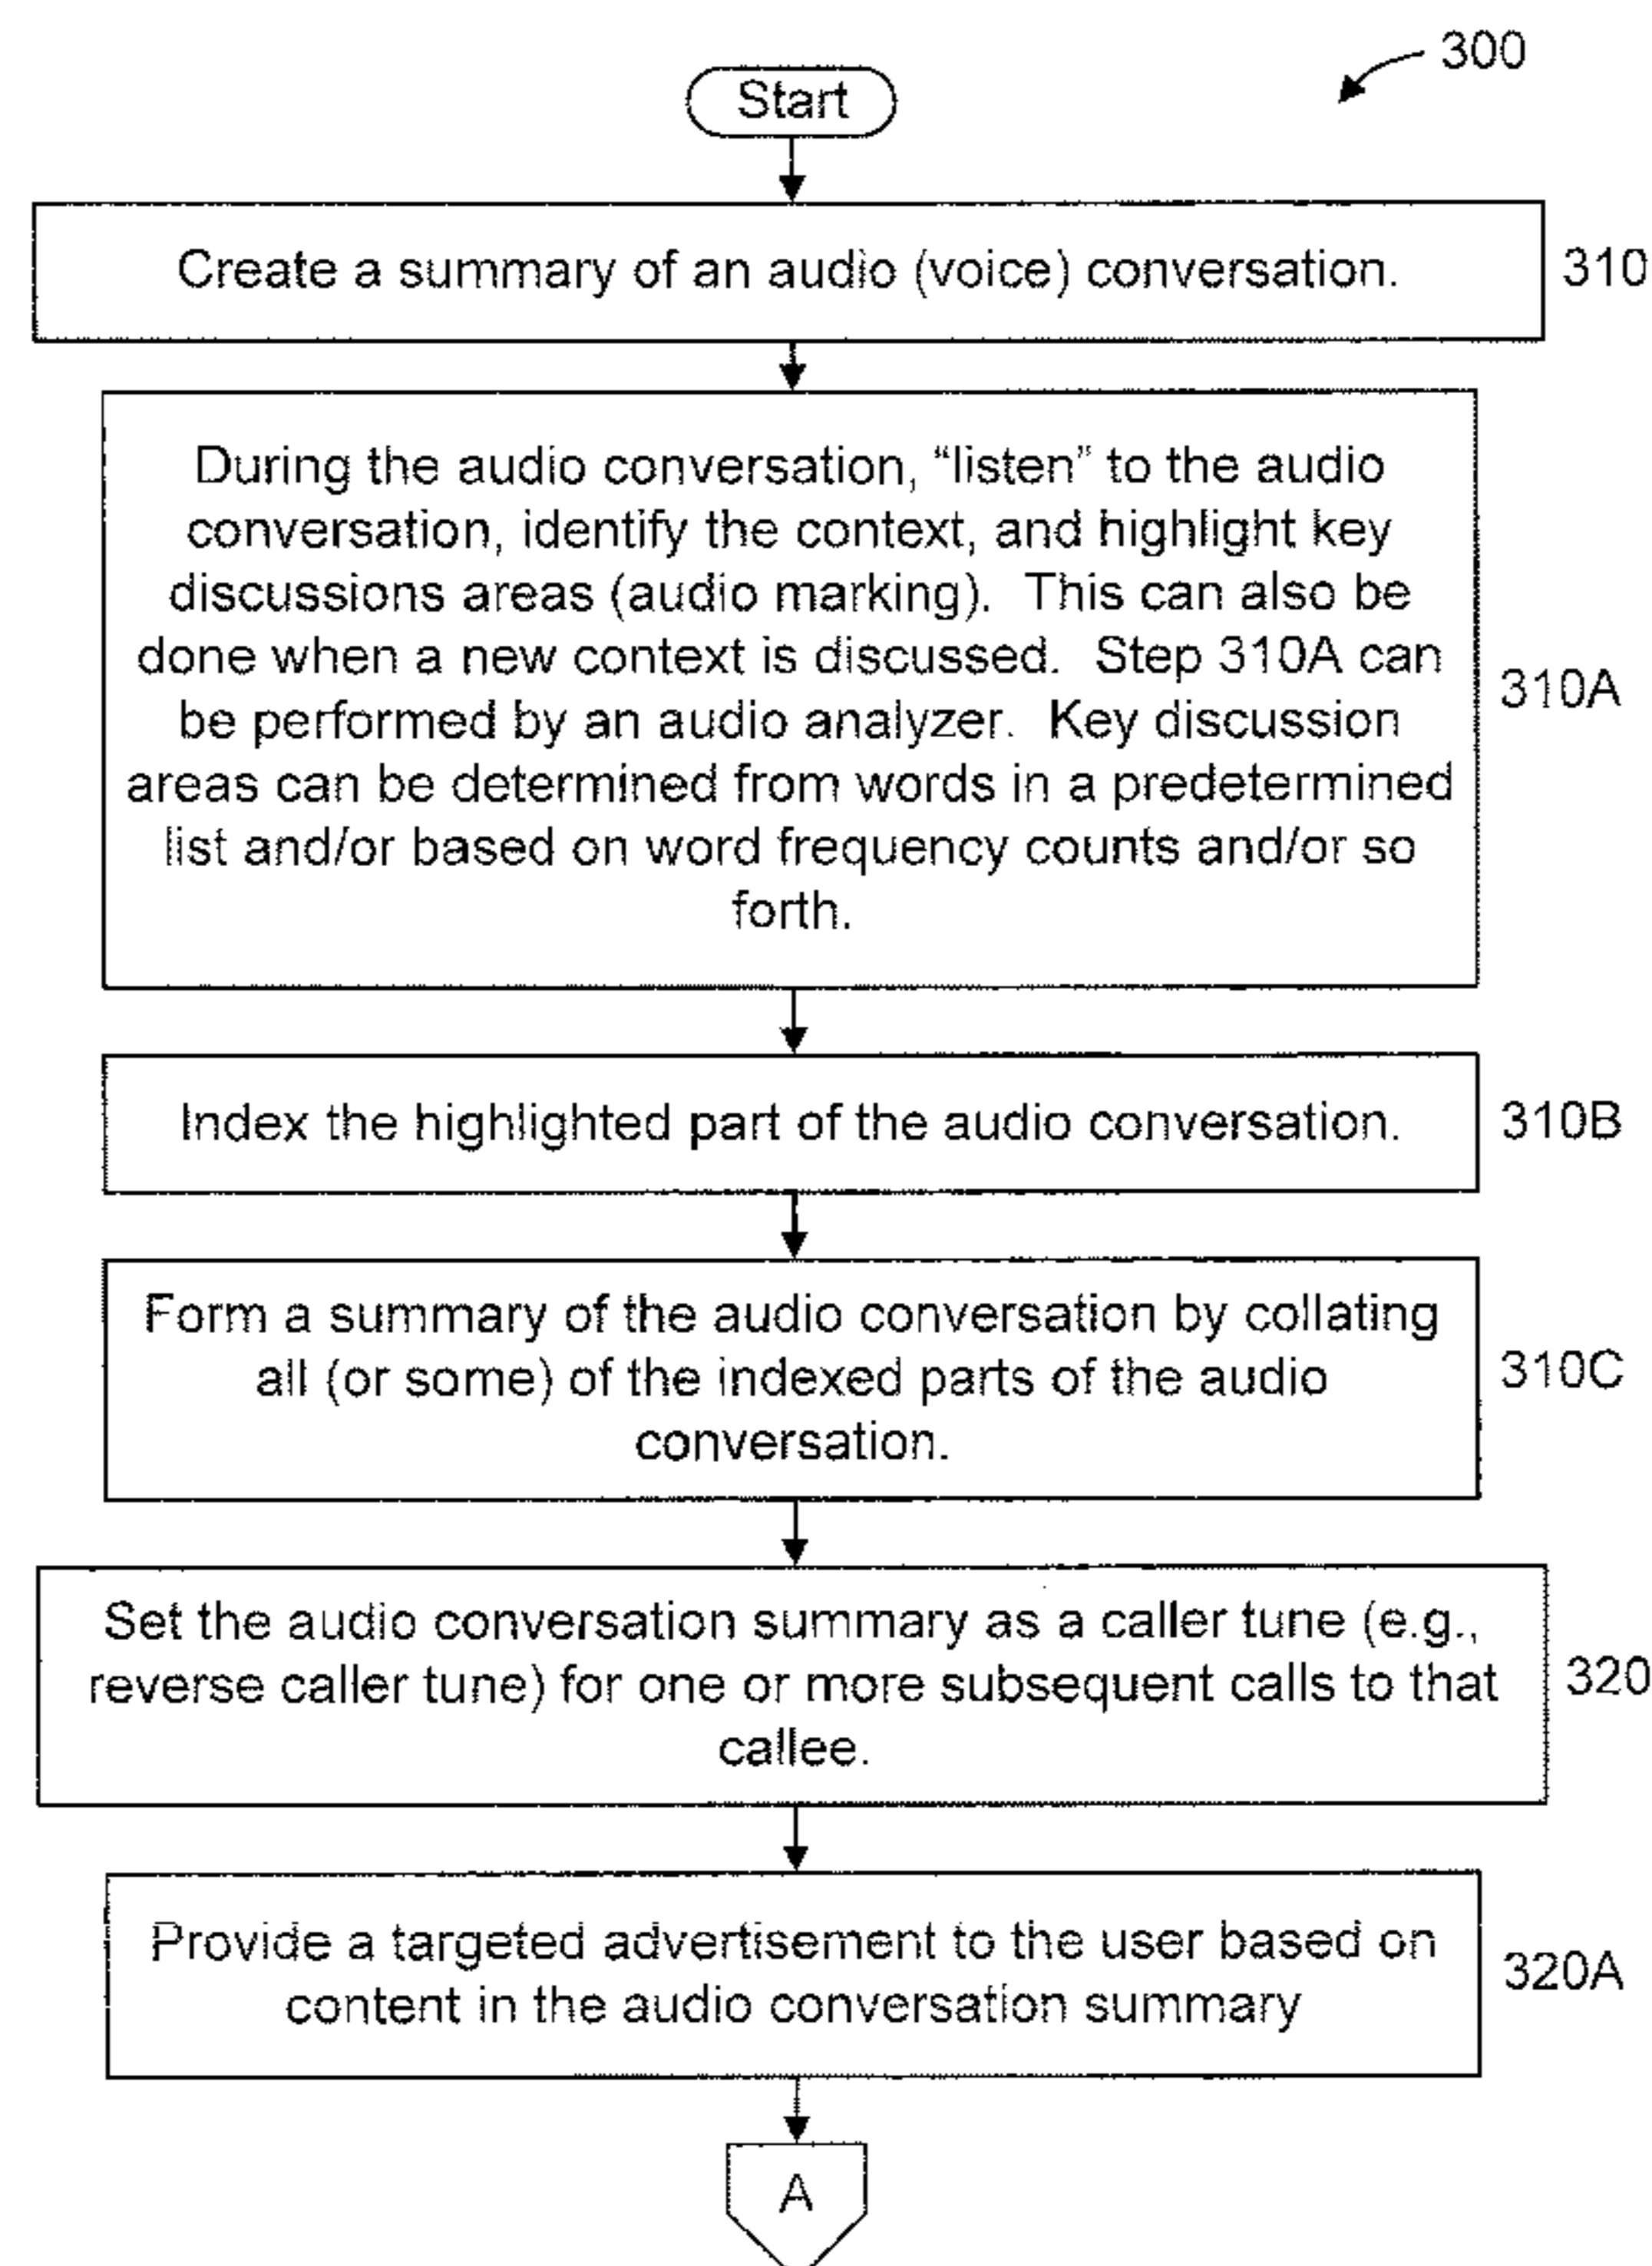 300
Start
Create a summary of an audio (voice) conversation.
310
During the audio conversation, “listen” to the audio
conversation, identify the context, and highlight key
discussions areas (audio marking). This can also be
done when a new context is discussed. Step 310A can
be performed by an audio analyzer. Key discussion
areas can be determined from words in a predetermined
list and/or based on word frequency counts and/or so
forth.
310A
Index the highlighted part of the audio conversation.
310B
Form a summary of the audio conversation by collating
all (or some) of the indexed parts of the audio
conversation.
310C
Set the audio conversation summary as a caller tune (e.g.,
reverse caller tune) for one or more subsequent calls to that
callee.
320
Provide a targeted advertisement to the user based on
content in the audio conversation summary
320A
A